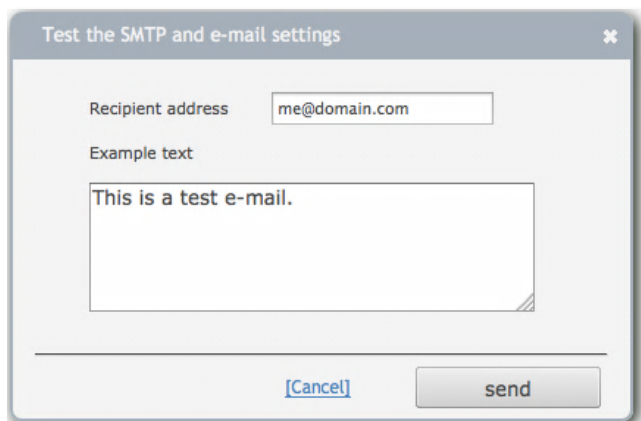 Test the SMTP and e-mail settings
Recipient address me@domain.com
Example text
This is a test e-mail.
[Cancel] send